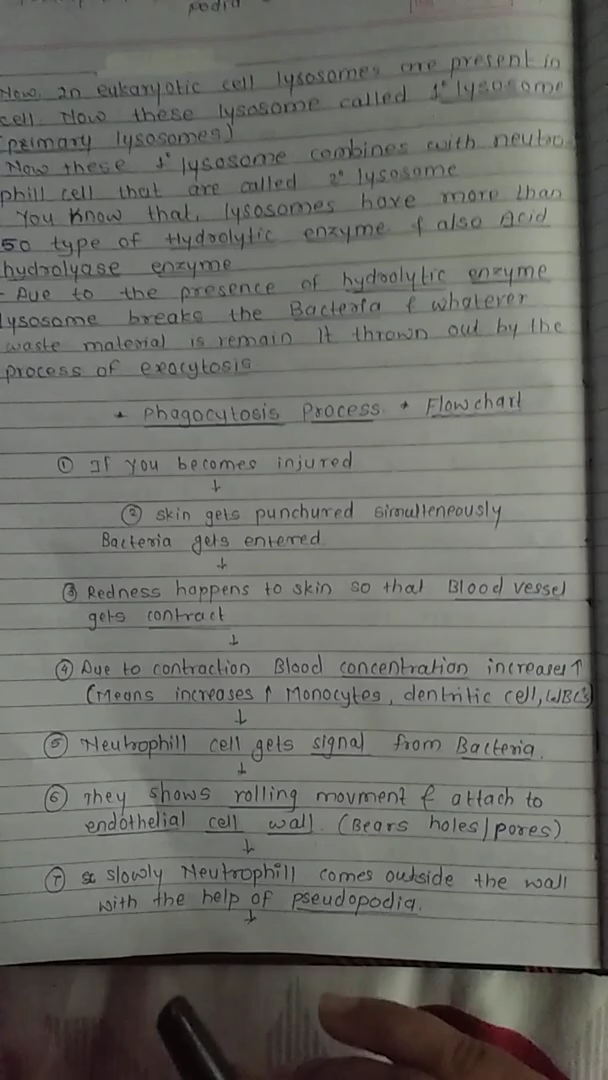 podia
Now, In eukaryotic cell lysosomes are present in
cell. Now these lysosome called 1° lysosome
(primary lysosomes)
Now these 1° lysosome combines with neutro
phill cell that are called 2° lysosome
You know that, lysosomes have more than
50 type of Hydrolytic enzyme & also Acid
hydrolyase enzyme
- Due to the presence of hydrolytic enzyme
lysosome breaks the Bacteria & whatever
waste material is remain It thrown out by the
process of exocytosis
* Phagocytosis Process * Flowchart
① If you becomes injured
↓
② skin gets punchured simulteneously
Bacteria gets entered
↓
③ Redness happens to skin so that Blood vessel
gets contract
↓
④ Due to contraction Blood concentration increases ↑
(Means increases ↑ Monocytes, dentritic cell, WBC's)
↓
⑤ Neutrophill cell gets signal from Bacteria.
↓
⑥ They shows rolling movment & attach to
endothelial cell wall. (Bears holes/pores)
↓
⑦ slowly Neutrophill comes outside the wall
with the help of pseudopodia.
↓